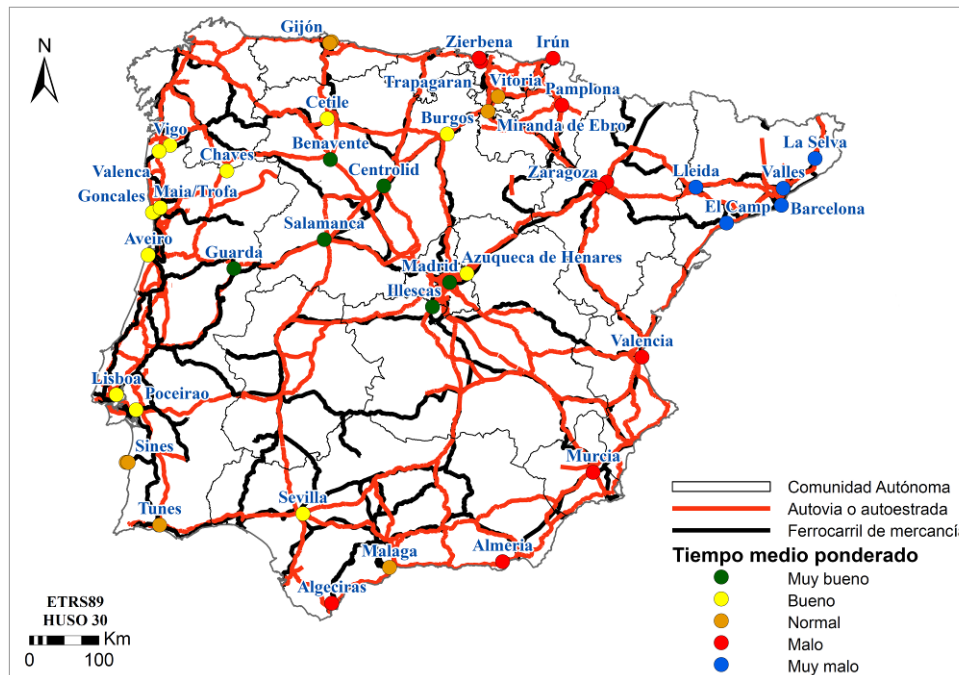 Gijón
Zierbena
Irún
N
Trapagaran
Vitoria
Pamplona
Cetile
Burgos
Miranda de Ebro
Vigo
Benavente
La Selva
Chaves
Centrolid
Zaragoza
Lleida
Valles
Valenca
Maia/Trofa
Goncales
El Camp
Barcelona
Salamanca
Aveiro
Guarda
Madrid
Azuqueca de Henares
Illescas
Valencia
Lisboa
Poceirao
Sines
Murcia
Tunes
Sevilla
Malaga
Almeria
Algeciras
Comunidad Autónoma
Autovia o autoestrada
Ferrocarril de mercancía
Tiempo medio ponderado
Muy bueno
Bueno
Normal
Malo
Muy malo
ETRS89
HUSO 30
Km
0 100